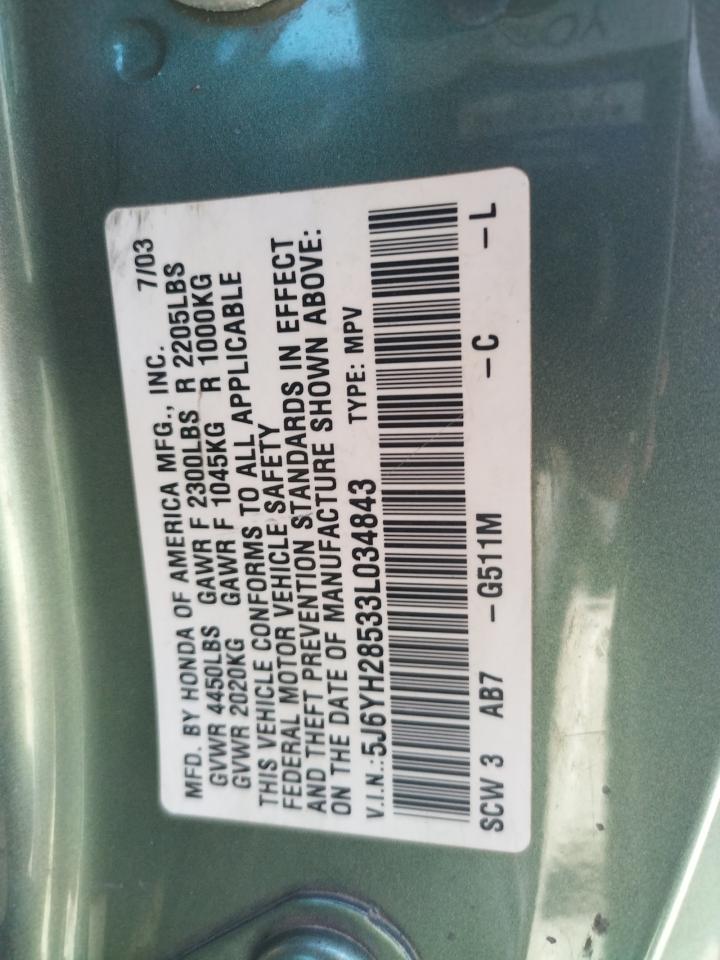 MFD. BY HONDA OF AMERICA MFG., INC. 7/03
GVWR 4450LBS GAWR F 2300LBS R 2205LBS
GVWR 2020KG GAWR F 1045KG R 1000KG
THIS VEHICLE CONFORMS TO ALL APPLICABLE
FEDERAL MOTOR VEHICLE SAFETY
AND THEFT PREVENTION STANDARDS IN EFFECT
ON THE DATE OF MANUFACTURE SHOWN ABOVE:
V.I.N.:5J6YH28533L034843 TYPE: MPV
SCW 3 AB7 -G511M -C -L